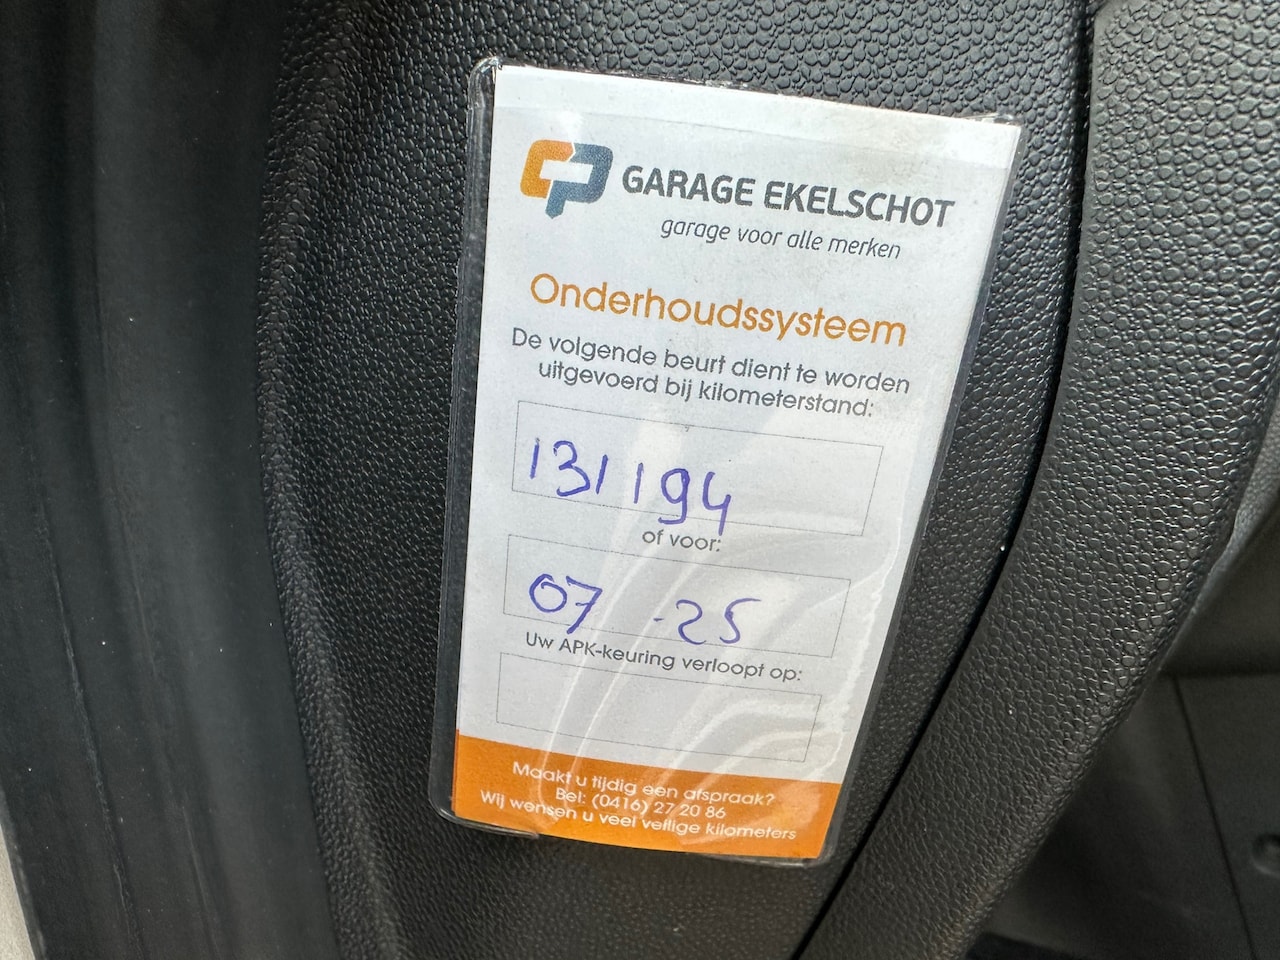 GARAGE EKELSCHOT
garage voor alle merken
Onderhoudssysteem
De volgende beurt dient te worden
uitgevoerd bij kilometerstand:
131194
of voor:
07 - 25
Uw APK-keuring verloopt op:
Maakt u tijdig een afspraak?
Bel: (0416) 27 20 86
Wij wensen u veel veilige kilometers